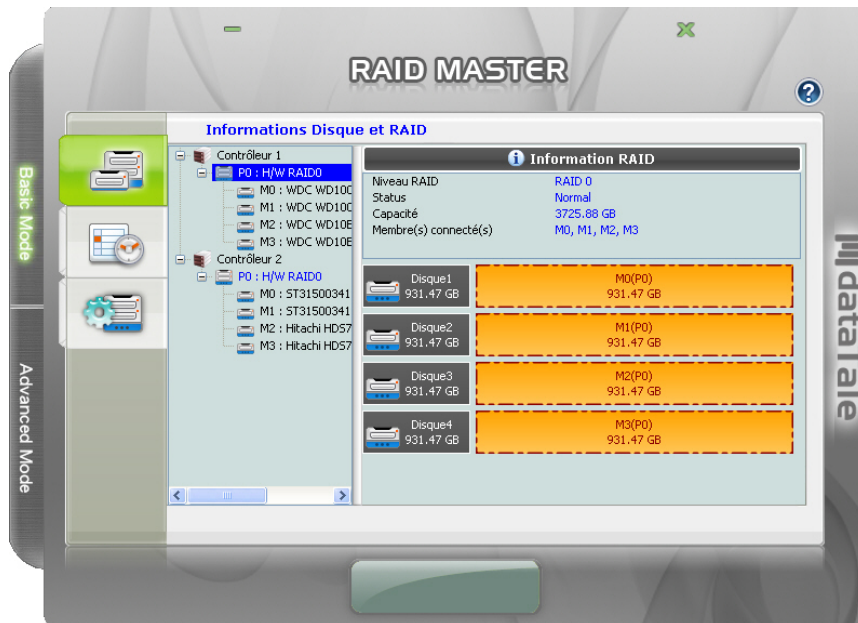 RAID MASTER
Informations Disque et RAID
Basic Mode
Advanced Mode
Contrôleur 1
P0 : H/W RAID0
M0 : WDC WD10C
M1 : WDC WD10C
M2 : WDC WD10E
M3 : WDC WD10E
Contrôleur 2
P0 : H/W RAID0
M0 : ST31500341
M1 : ST31500341
M2 : Hitachi HDS7
M3 : Hitachi HDS7
Information RAID
Niveau RAID RAID 0
Status Normal
Capacité 3725.88 GB
Membre(s) connecté(s) M0, M1, M2, M3
Disque1
931.47 GB
M0(P0)
931.47 GB
Disque2
931.47 GB
M1(P0)
931.47 GB
Disque3
931.47 GB
M2(P0)
931.47 GB
Disque4
931.47 GB
M3(P0)
931.47 GB
dataTale